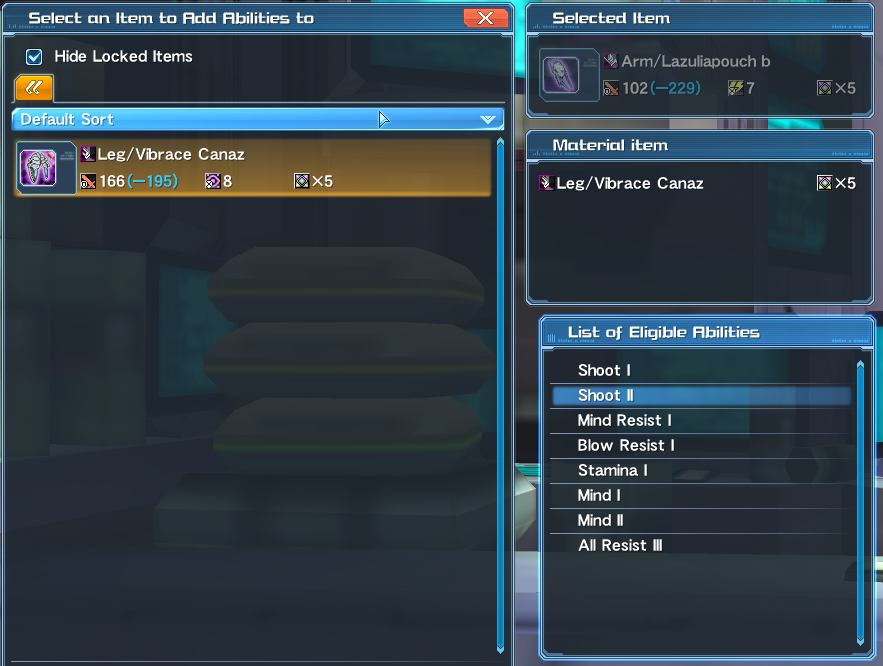 Select an Item to Add Abilities to
Hide Locked Items
Default Sort
Leg/Vibrace Canaz
166(−195) 8 ×5
Selected Item
Arm/Lazuliapouch b
102(−229) 7 ×5
Material item
Leg/Vibrace Canaz ×5
List of Eligible Abilities
Shoot Ⅰ
Shoot Ⅱ
Mind Resist Ⅰ
Blow Resist Ⅰ
Stamina Ⅰ
Mind Ⅰ
Mind Ⅱ
All Resist Ⅲ